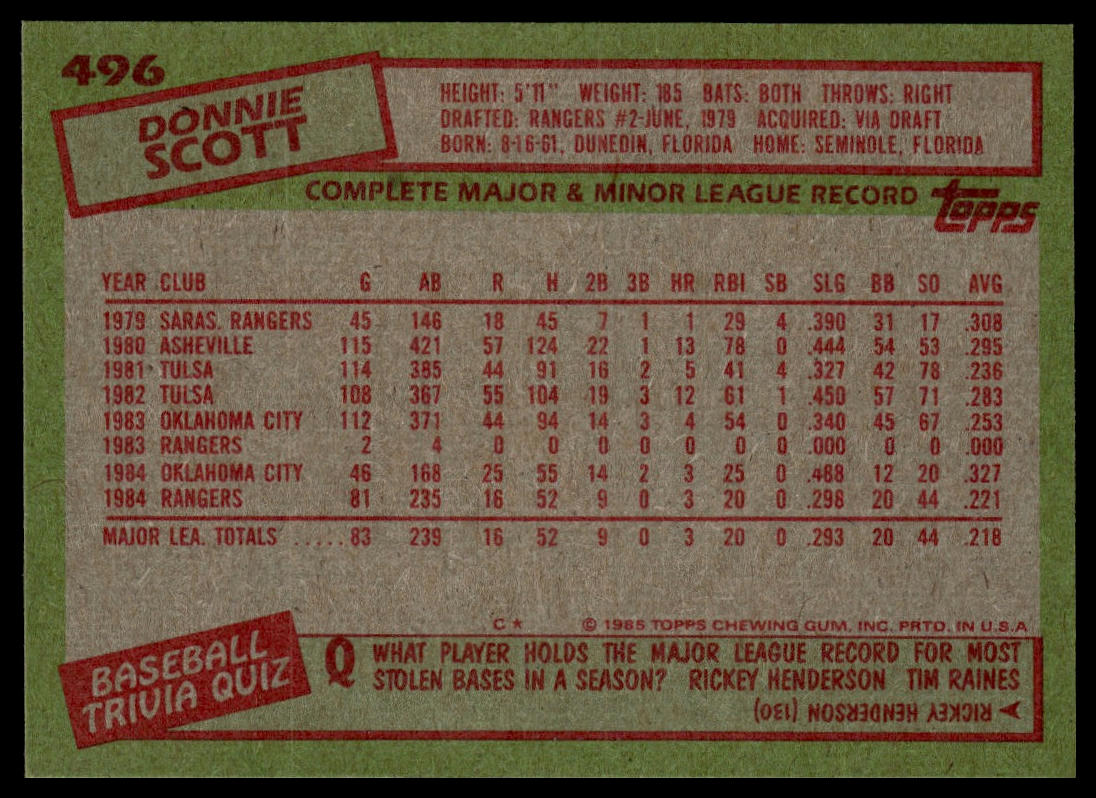 496
DONNIE
SCOTT
HEIGHT: 5'11" WEIGHT: 185 BATS: BOTH THROWS: RIGHT
DRAFTED: RANGERS #2-JUNE, 1979 ACQUIRED: VIA DRAFT
BORN: 8-16-61, DUNEDIN, FLORIDA HOME: SEMINOLE, FLORIDA
COMPLETE MAJOR & MINOR LEAGUE RECORD
topps
YEAR CLUB G AB R H 2B 3B HR RBI SB SLG BB SO AVG
1979 SARAS. RANGERS 45 146 18 45 7 1 1 29 4 .390 31 17 .308
1980 ASHEVILLE 115 421 57 124 22 1 13 78 0 .444 54 53 .295
1981 TULSA 114 385 44 91 16 2 5 41 4 .327 42 78 .236
1982 TULSA 108 367 55 104 19 3 12 61 1 .450 57 71 .283
1983 OKLAHOMA CITY 112 371 44 94 14 3 4 54 0 .340 45 67 .253
1983 RANGERS 2 4 0 0 0 0 0 0 0 .000 0 0 .000
1984 OKLAHOMA CITY 46 168 25 55 14 2 3 25 0 .488 12 20 .327
1984 RANGERS 81 235 16 52 9 0 3 20 0 .298 20 44 .221
MAJOR LEA. TOTALS ..... 83 239 16 52 9 0 3 20 0 .293 20 44 .218
C* © 1985 TOPPS CHEWING GUM, INC. PRTD. IN U.S.A
BASEBALL
TRIVIA QUIZ
Q WHAT PLAYER HOLDS THE MAJOR LEAGUE RECORD FOR MOST
STOLEN BASES IN A SEASON? RICKEY HENDERSON TIM RAINES
RICKEY HENDERSON (130)